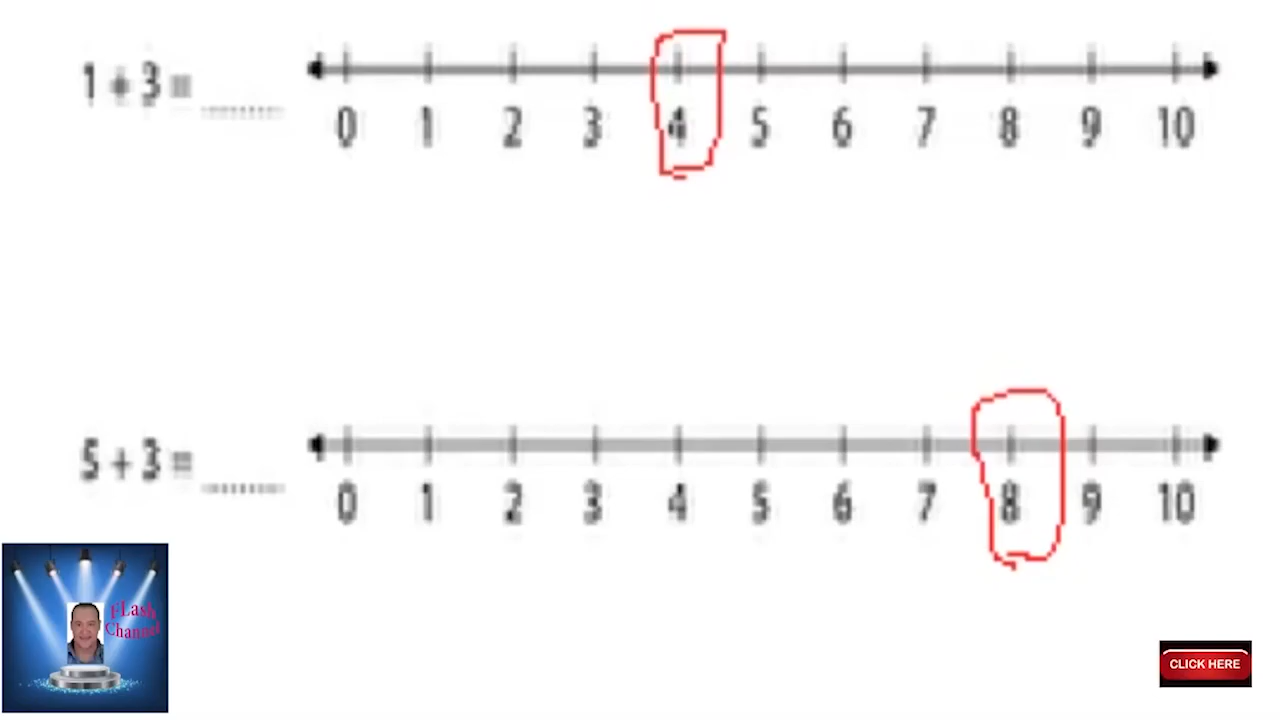 1 + 3 = ........
0 1 2 3 4 5 6 7 8 9 10
5 + 3 = ........
0 1 2 3 4 5 6 7 8 9 10
FLash
Channel
CLICK HERE